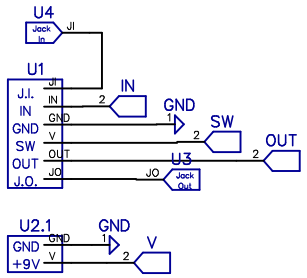 U4
Jack
In
JI
U1
JI
J.I.
IN
IN
2
IN
GND
GND
1
GND
SW
V
2
SW
OUT
OUT
2
OUT
J.O.
JO
JO
U3
Jack
Out
U2.1
GND
GND
1
GND
+9V
V
2
V